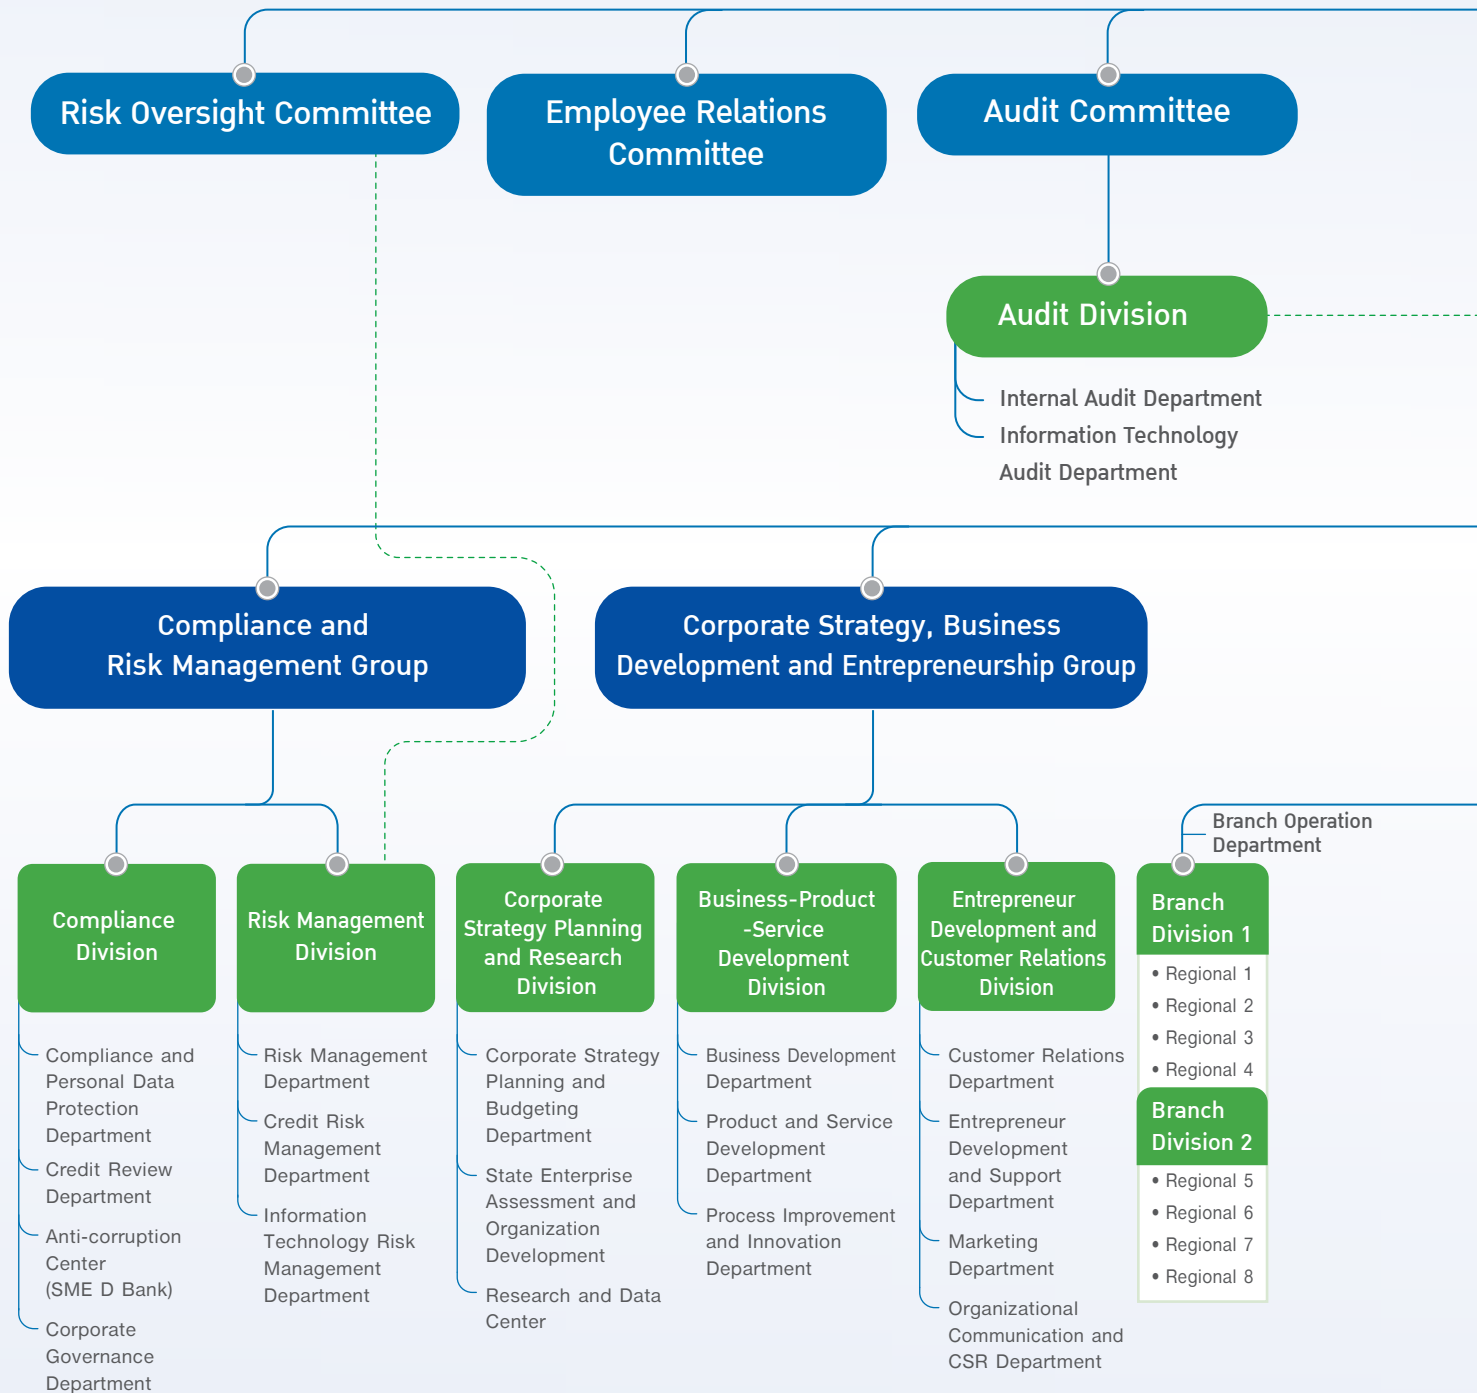 Risk Oversight Committee
Employee Relations
Committee
Audit Committee
Audit Division
Internal Audit Department
Information Technology
Audit Department
Compliance and
Risk Management Group
Corporate Strategy, Business
Development and Entrepreneurship Group
Branch Operation
Department
Compliance
Division
Compliance and
Personal Data
Protection
Department
Credit Review
Department
Anti-corruption
Center
(SME D Bank)
Corporate
Governance
Department
Risk Management
Division
Risk Management
Department
Credit Risk
Management
Department
Information
Technology Risk
Management
Department
Corporate
Strategy Planning
and Research
Division
Corporate Strategy
Planning and
Budgeting
Department
State Enterprise
Assessment and
Organization
Development
Research and Data
Center
Business-Product
-Service
Development
Division
Business Development
Department
Product and Service
Development
Department
Process Improvement
and Innovation
Department
Entrepreneur
Development and
Customer Relations
Division
Customer Relations
Department
Entrepreneur
Development
and Support
Department
Marketing
Department
Organizational
Communication and
CSR Department
Branch
Division 1
• Regional 1
• Regional 2
• Regional 3
• Regional 4
Branch
Division 2
• Regional 5
• Regional 6
• Regional 7
• Regional 8